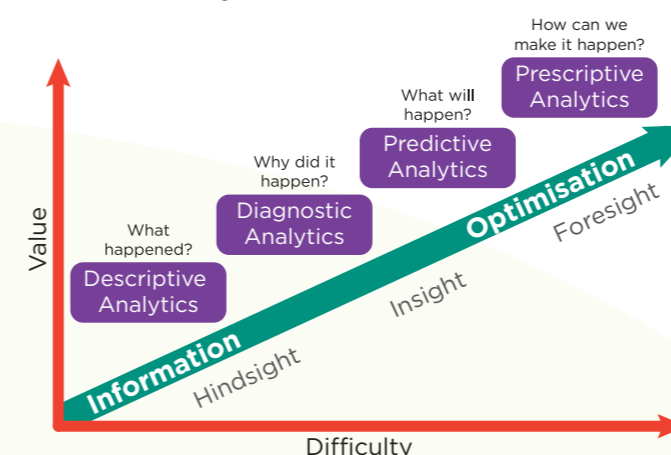 How can we
make it happen?
Prescriptive
Analytics
What will
happen?
Predictive
Analytics
Why did it
happen?
Diagnostic
Analytics
What
happened?
Descriptive
Analytics
Value
Information
Optimisation
Hindsight
Insight
Foresight
Difficulty